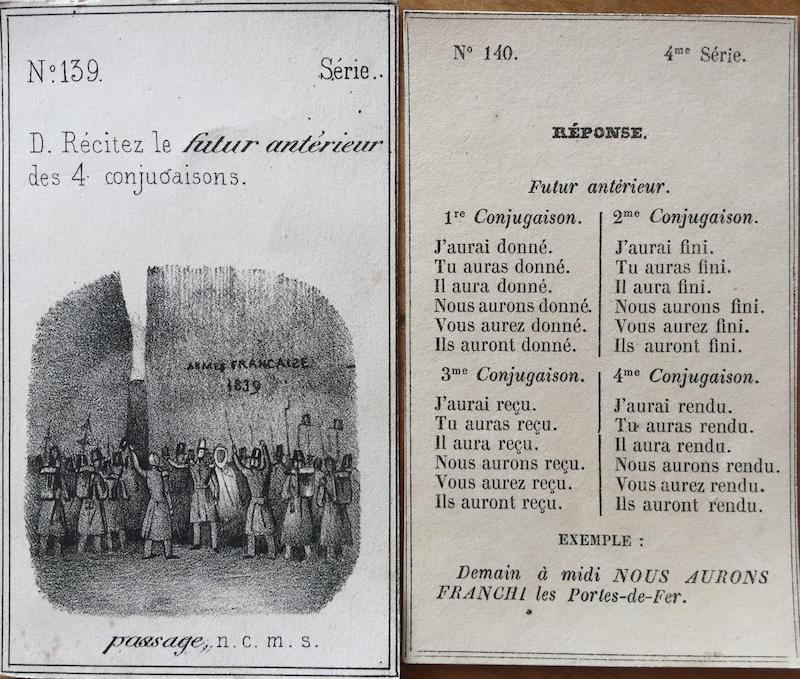 Nº 139. Série..
D. Récitez le futur antérieur
des 4 conjugaisons.
ARMÉE FRANCAIZE
1839
passage, n. c. m. s.
Nº 140. 4me Série.
RÉPONSE.
Futur antérieur.
1re Conjugaison.
J'aurai donné.
Tu auras donné.
Il aura donné.
Nous aurons donné.
Vous aurez donné.
Ils auront donné.
2me Conjugaison.
J'aurai fini.
Tu auras fini.
Il aura fini.
Nous aurons fini.
Vous aurez fini.
Ils auront fini.
3me Conjugaison.
J'aurai reçu.
Tu auras reçu.
Il aura reçu.
Nous aurons reçu.
Vous aurez reçu.
Ils auront reçu.
4me Conjugaison.
J'aurai rendu.
Tu auras rendu.
Il aura rendu.
Nous aurons rendu.
Vous aurez rendu.
Ils auront rendu.
EXEMPLE :
Demain à midi NOUS AURONS
FRANCHI les Portes-de-Fer.